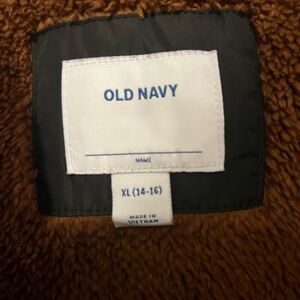 OLD NAVY
NAME
XL (14-16)
MADE IN
VIETNAM